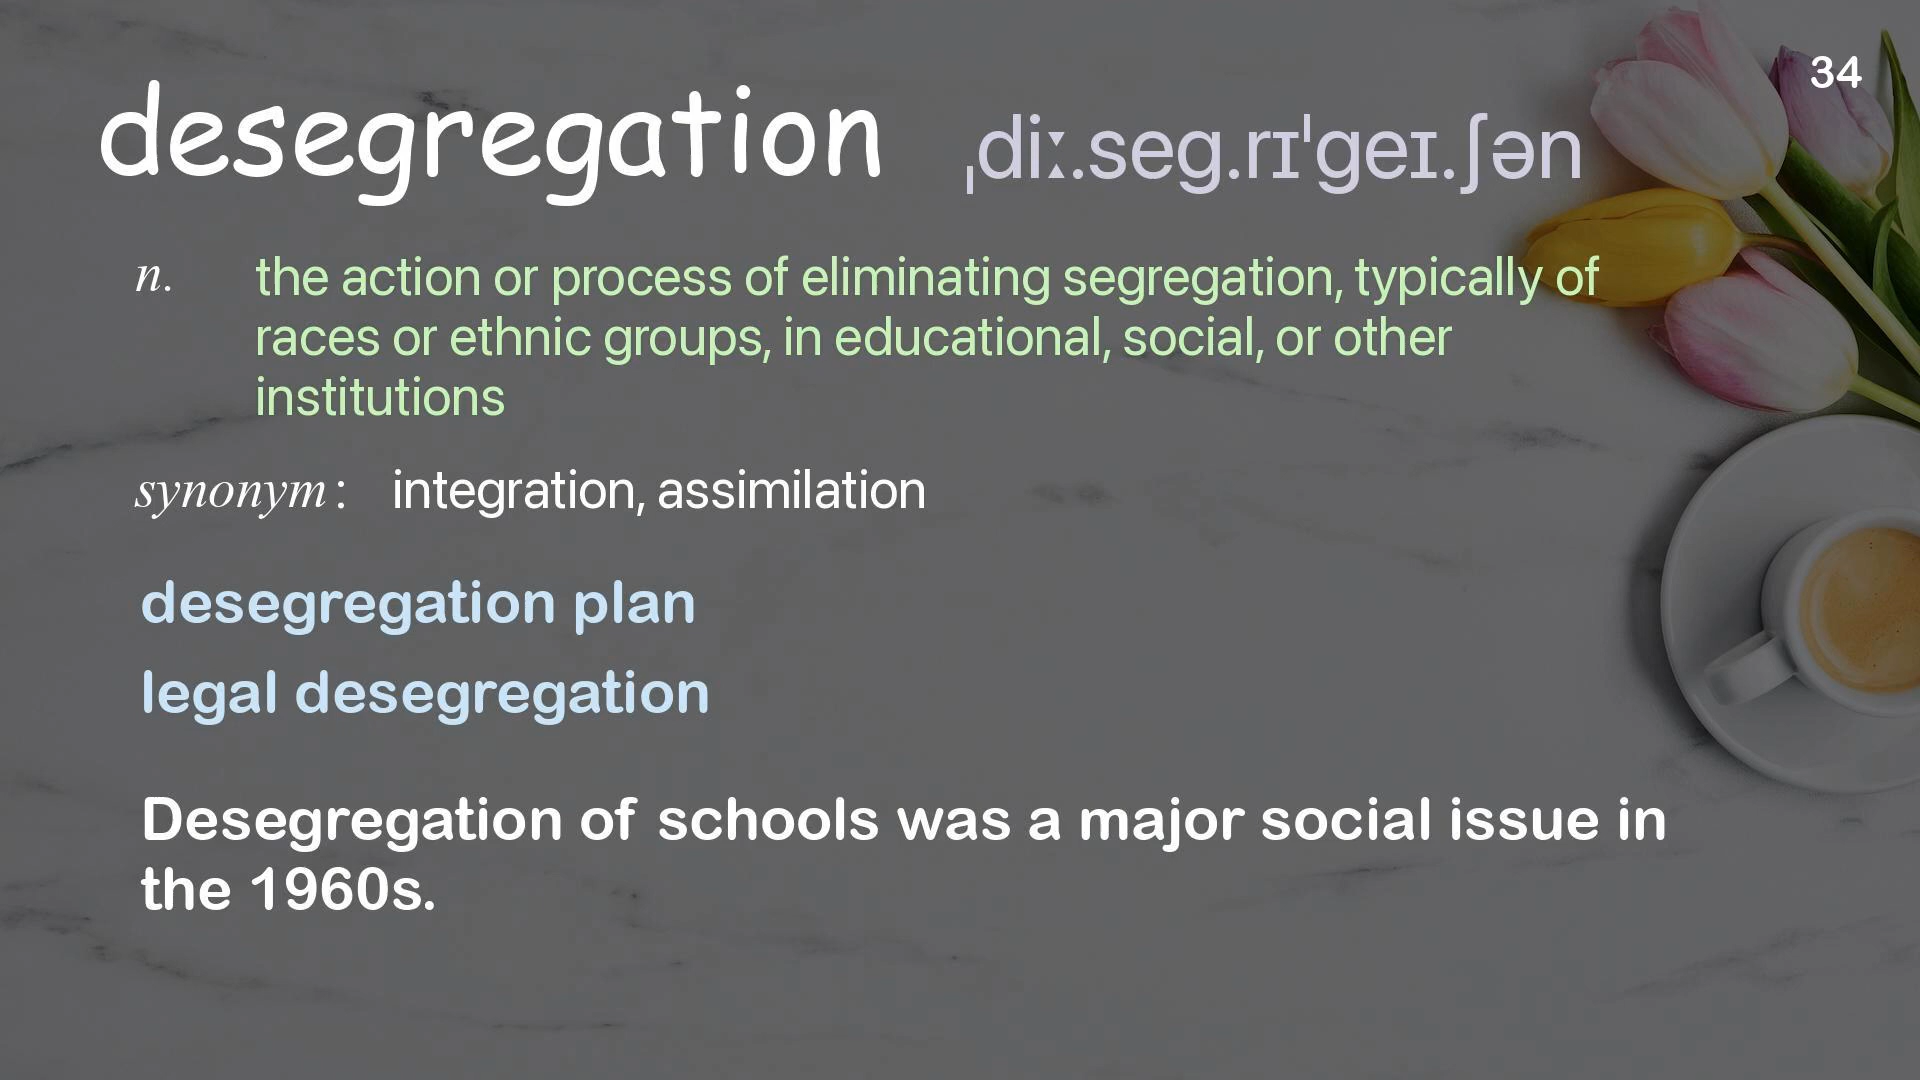 34
desegregation ˌdiː.seg.rɪˈgeɪ.ʃən
n. the action or process of eliminating segregation, typically of
races or ethnic groups, in educational, social, or other
institutions
synonym: integration, assimilation
desegregation plan
legal desegregation
Desegregation of schools was a major social issue in
the 1960s.